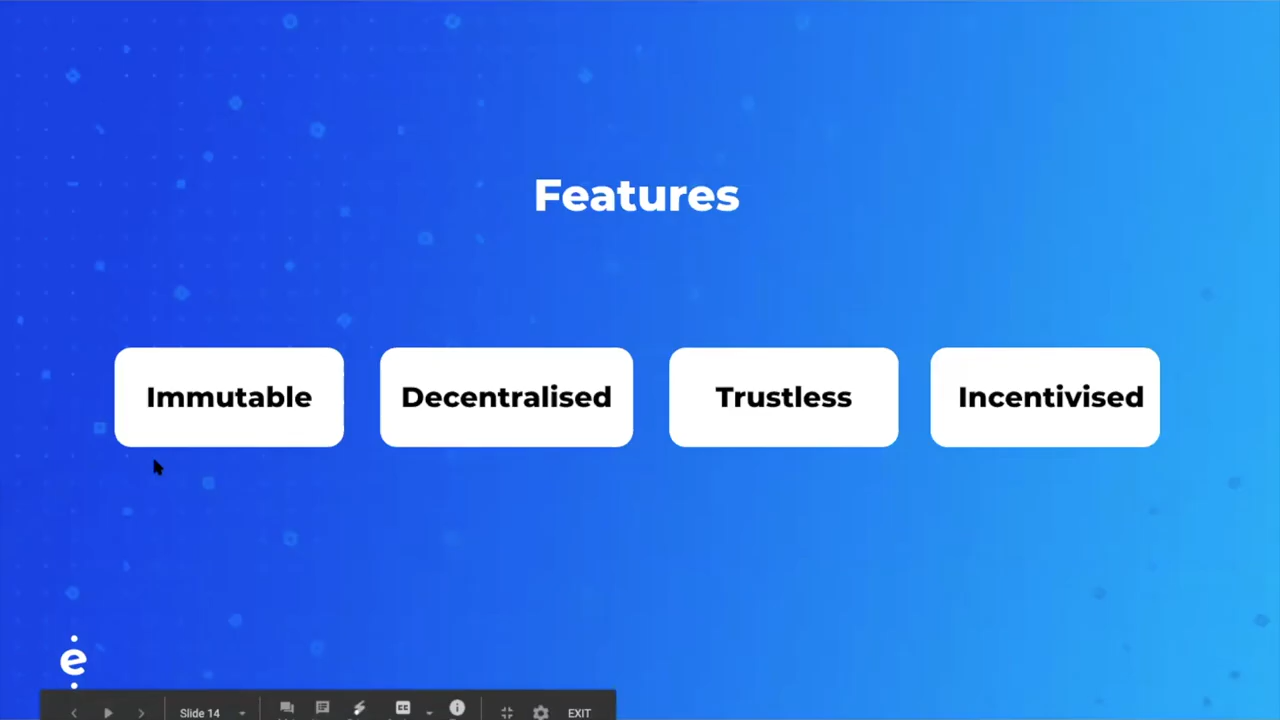 Features
Immutable
Decentralised
Trustless
Incentivised
ė
Slide 14
EXIT